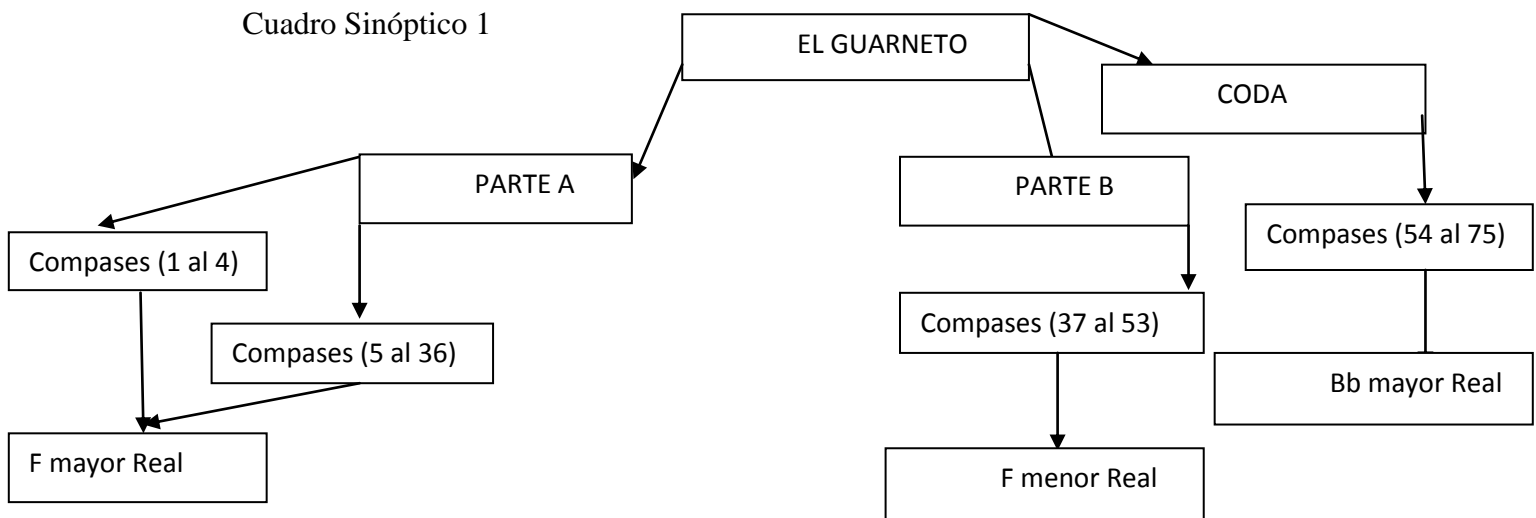 Cuadro Sinóptico 1
EL GUARNETO
CODA
PARTE A
PARTE B
Compases (1 al 4)
Compases (5 al 36)
Compases (37 al 53)
Compases (54 al 75)
F mayor Real
F menor Real
Bb mayor Real